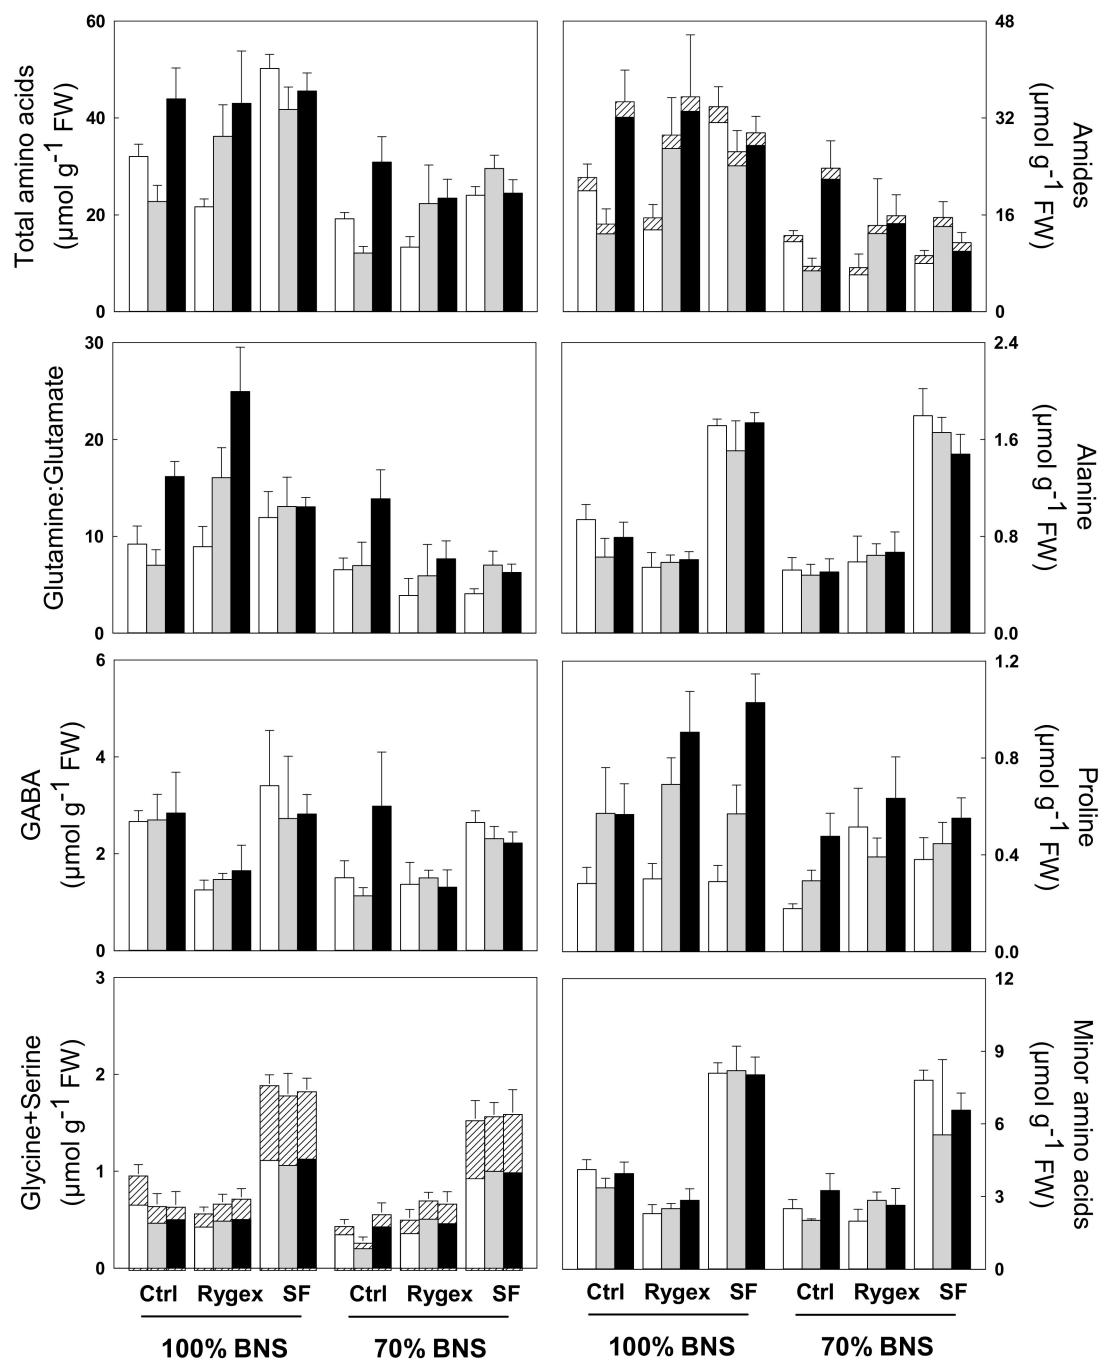 Total amino acids
(µmol g⁻¹ FW)
60
40
20
0
48
32
16
0
Amides
(µmol g⁻¹ FW)
Glutamine:Glutamate
30
20
10
0
2.4
1.6
0.8
0.0
Alanine
(µmol g⁻¹ FW)
GABA
(µmol g⁻¹ FW)
6
4
2
0
1.2
0.8
0.4
0.0
Proline
(µmol g⁻¹ FW)
Glycine+Serine
(µmol g⁻¹ FW)
3
2
1
0
12
9
6
3
0
Minor amino acids
(µmol g⁻¹ FW)
Ctrl Rygex SF Ctrl Rygex SF Ctrl Rygex SF Ctrl Rygex SF
100% BNS 70% BNS 100% BNS 70% BNS